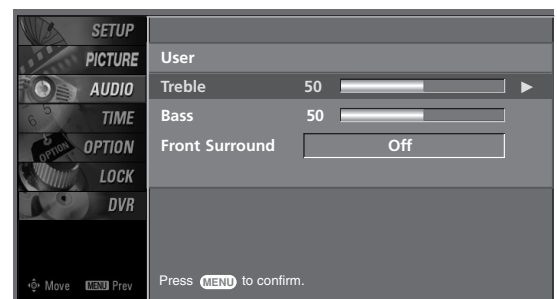 SETUP
PICTURE
AUDIO
TIME
OPTION
LOCK
DVR
Move MENU Prev
User
Treble 50
Bass 50
Front Surround Off
Press MENU to confirm.